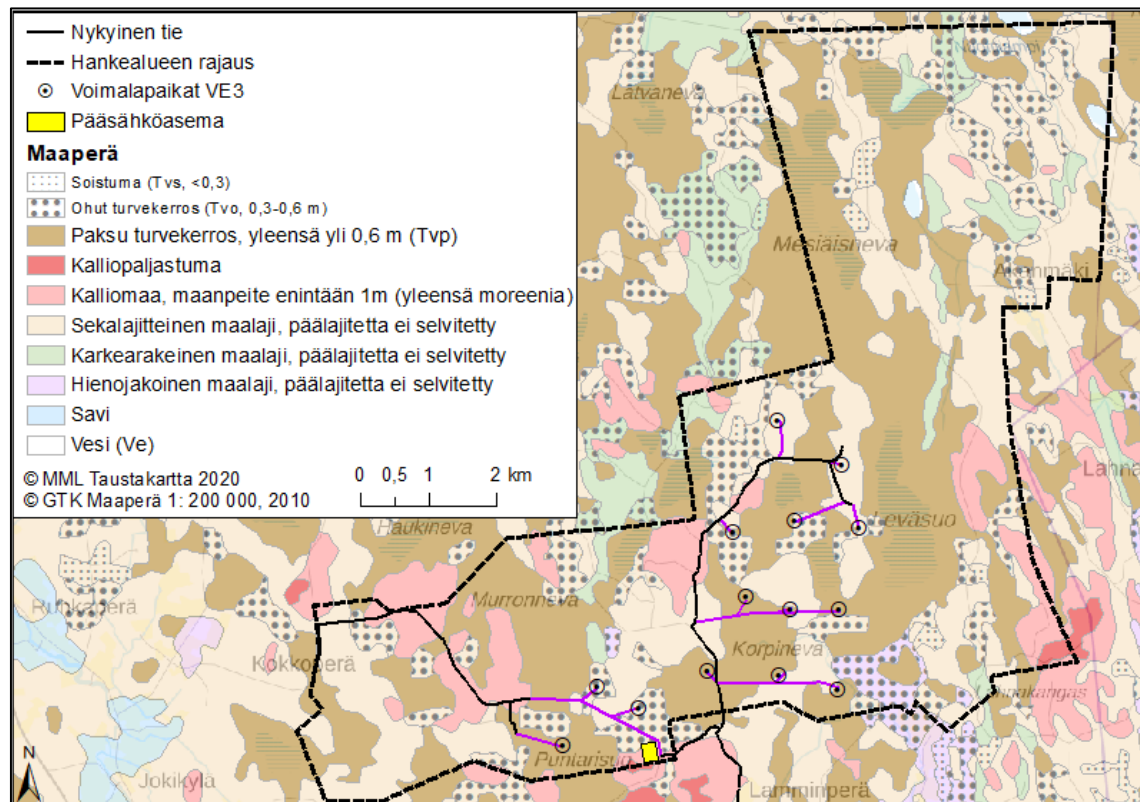 Nykyinen tie
Hankealueen rajaus
Voimalapaikat VE3
Pääsähköasema
Maaperä
Soistuma (Tvs, <0,3)
Ohut turvekerros (Tvo, 0,3-0,6 m)
Paksu turvekerros, yleensä yli 0,6 m (Tvp)
Kalliopaljastuma
Kalliomaa, maanpeite enintään 1m (yleensä moreenia)
Sekalajitteinen maalaji, päälajitetta ei selvitetty
Karkearakeinen maalaji, päälajitetta ei selvitetty
Hienojakoinen maalaji, päälajitetta ei selvitetty
Savi
Vesi (Ve)
© MML Taustakartta 2020
© GTK Maaperä 1: 200 000, 2010
0 0,5 1 2 km
Latvaneva
Mesiäisneva
Ahonmäki
Haukineva
Leväsuo
Murronneva
Kokkoperä
Korpineva
Puntarisuo
Jokikylä
Lamminperä
N